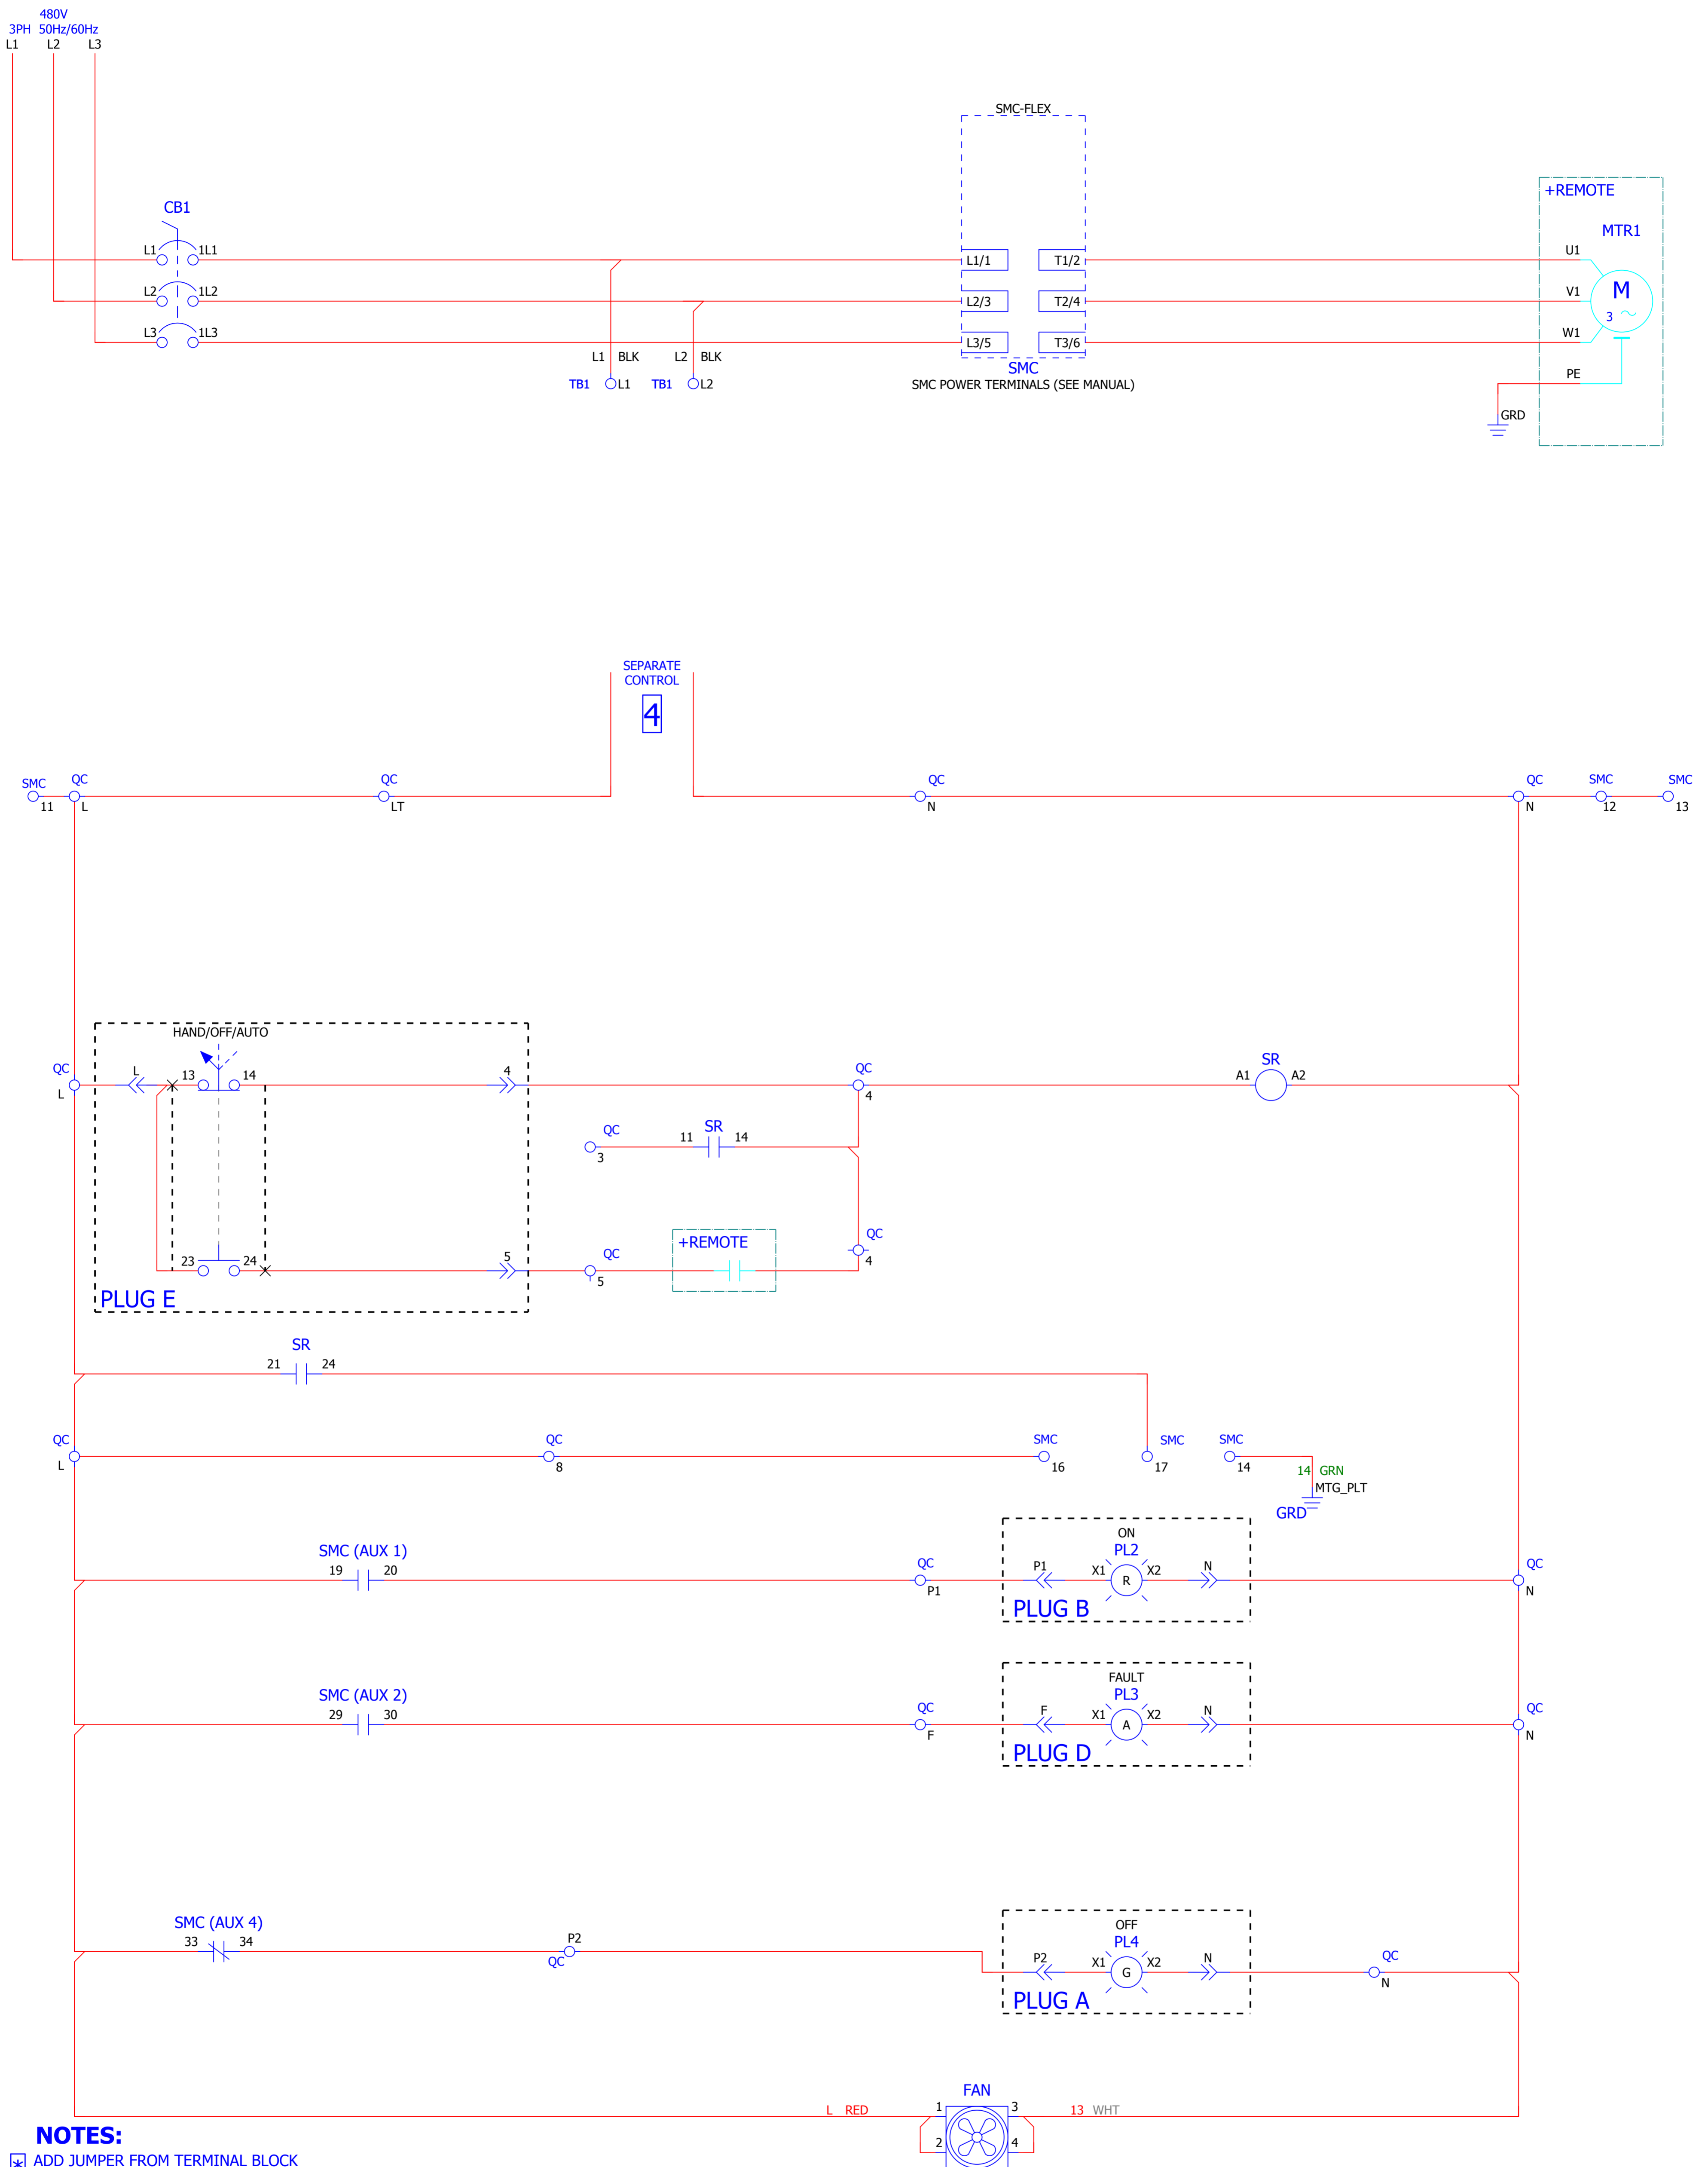 480V
3PH 50Hz/60Hz
L1 L2 L3
SMC-FLEX
+REMOTE
CB1
MTR1
L1 1L1 L1/1 T1/2 U1
L2 1L2 L2/3 T2/4 V1
M
3
L3 1L3 L3/5 T3/6 W1
L1 BLK L2 BLK
SMC
PE
TB1 L1 TB1 L2
SMC POWER TERMINALS (SEE MANUAL)
GRD
SEPARATE
CONTROL
4
SMC QC QC QC QC SMC SMC
11 L LT N N 12 13
HAND/OFF/AUTO
QC L 13 14 4 QC SR
A1 A2
L 4
QC 11 SR 14
3
+REMOTE
QC
23 24 5 QC
4
5
PLUG E
SR
21 24
QC QC SMC SMC SMC
L 8 16 17 14
14 GRN
MTG_PLT
GRD
ON
SMC (AUX 1)
PL2
19 20 QC P1 X1 R X2 N QC
P1 N
PLUG B
FAULT
SMC (AUX 2)
PL3
29 30 QC F X1 A X2 N QC
F N
PLUG D
SMC (AUX 4)
OFF
33 34 P2
PL4
QC
P2 X1 G X2 N QC
N
PLUG A
FAN
L RED 1 3 13 WHT
2 4
NOTES:
* ADD JUMPER FROM TERMINAL BLOCK